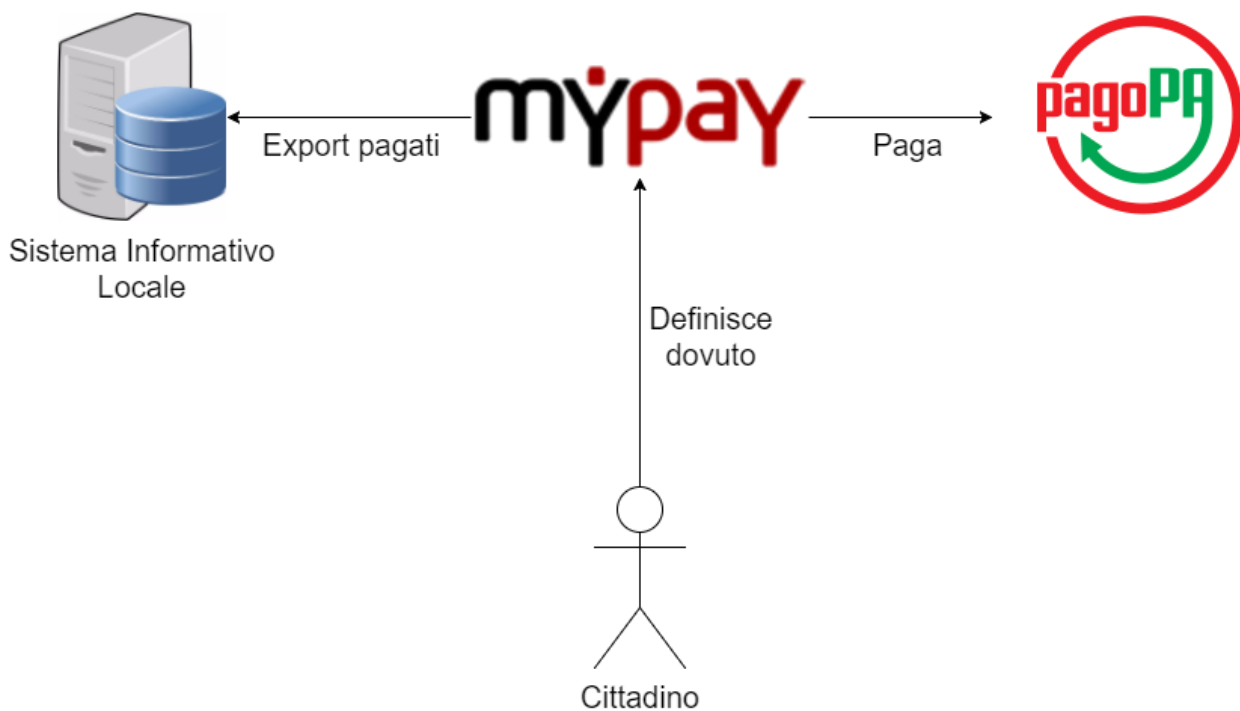 mypay
pagoPA
Export pagati
Paga
Sistema Informativo
Locale
Definisce
dovuto
Cittadino